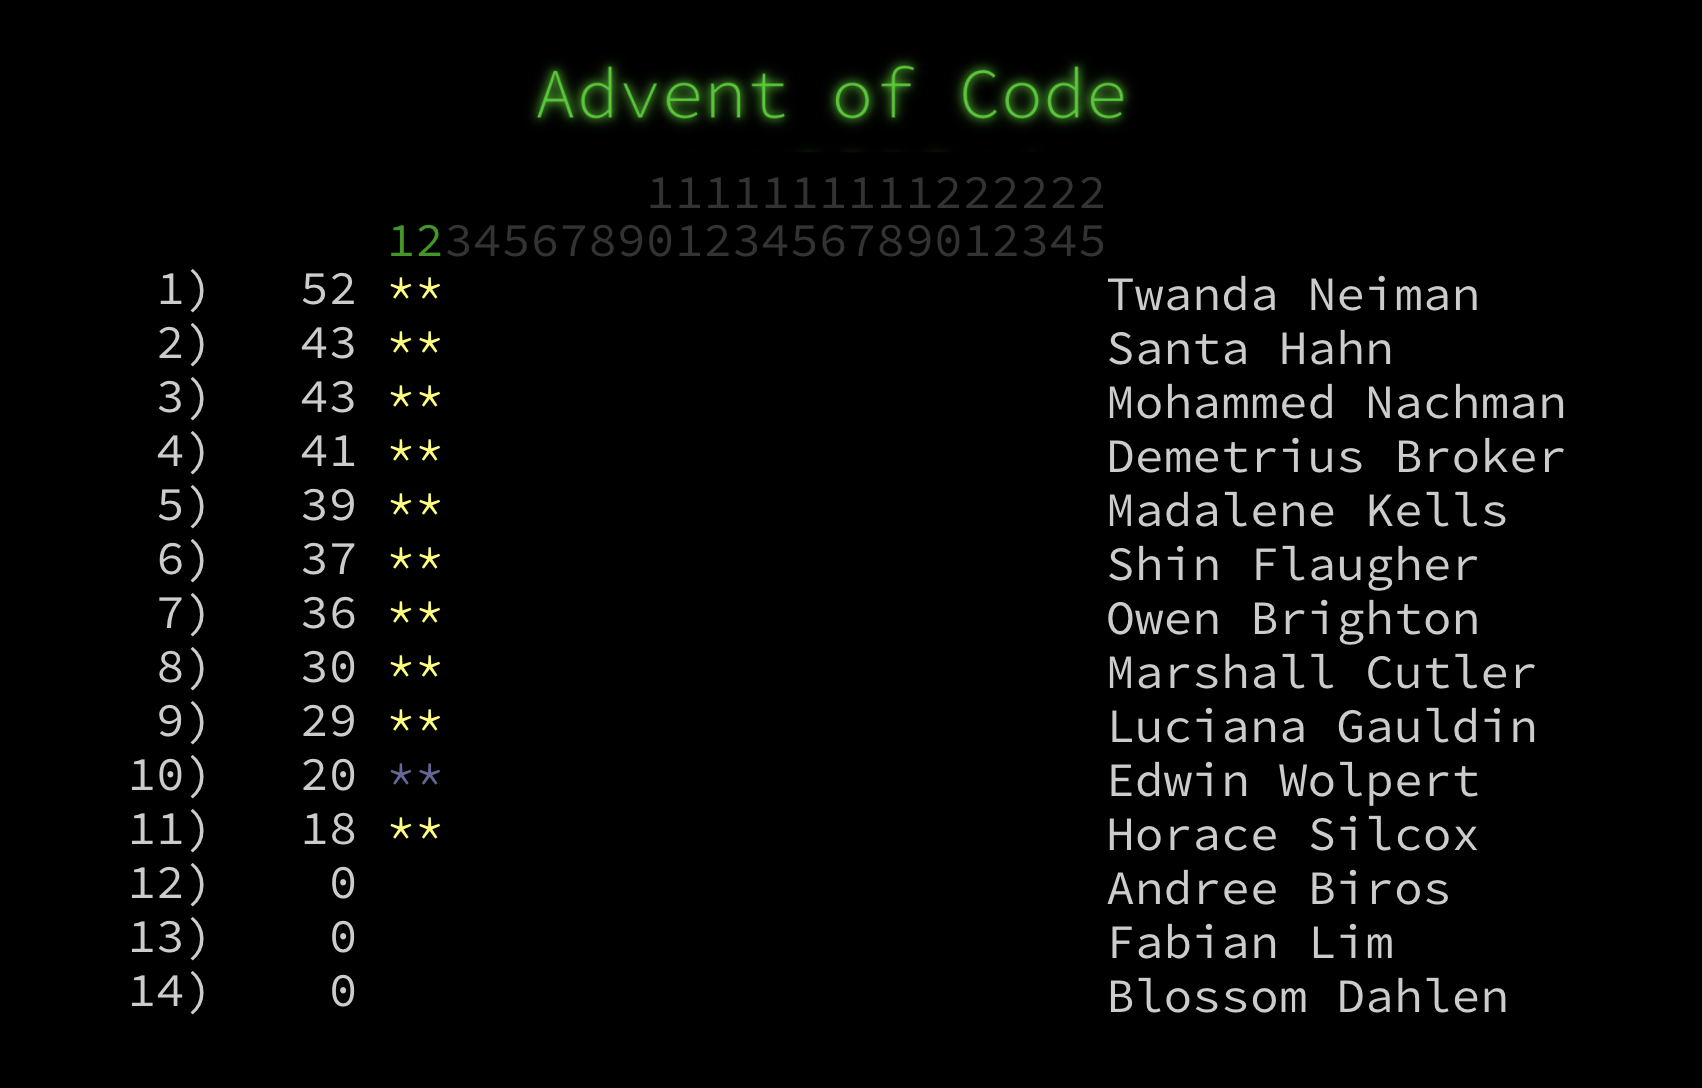 Advent of Code
1111111111222222
1234567890123456789012345
1) 52 ** Twanda Neiman
2) 43 ** Santa Hahn
3) 43 ** Mohammed Nachman
4) 41 ** Demetrius Broker
5) 39 ** Madalene Kells
6) 37 ** Shin Flaugher
7) 36 ** Owen Brighton
8) 30 ** Marshall Cutler
9) 29 ** Luciana Gauldin
10) 20 ** Edwin Wolpert
11) 18 ** Horace Silcox
12) 0 Andree Biros
13) 0 Fabian Lim
14) 0 Blossom Dahlen